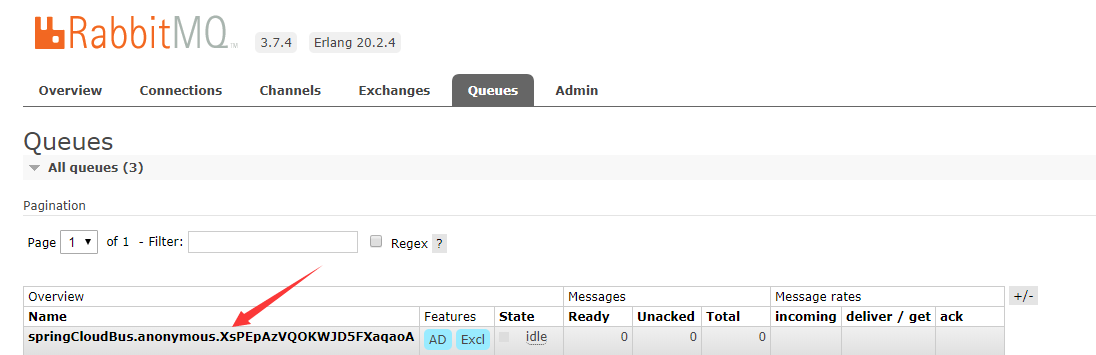 RabbitMQ TM 3.7.4 Erlang 20.2.4
Overview Connections Channels Exchanges Queues Admin
Queues
All queues (3)
Pagination
Page 1 of 1 - Filter: Regex ?
Overview Messages Message rates +/-
Name Features State Ready Unacked Total incoming deliver / get ack
springCloudBus.anonymous.XsPEpAzVQOKWJD5FXaqaoA AD Excl idle 0 0 0